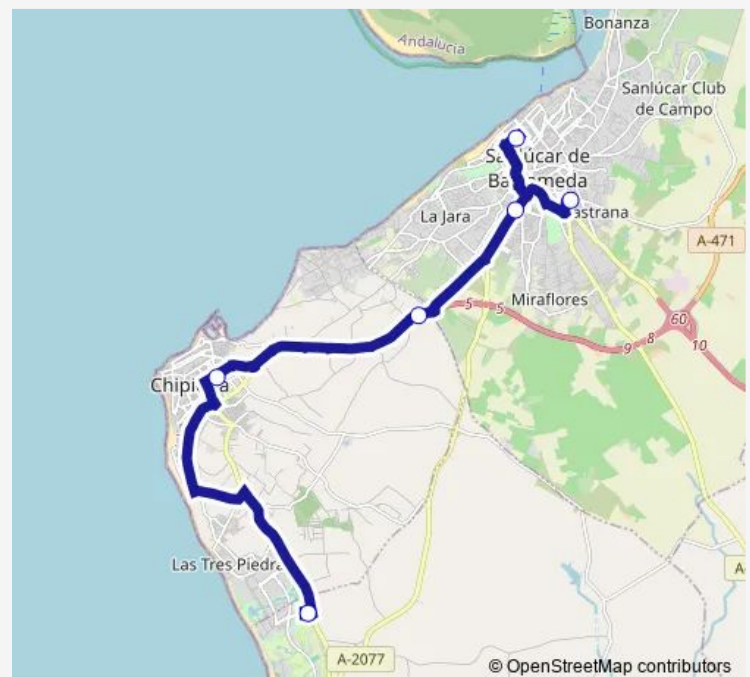 Bonanza
Andalucía
Sanlúcar Club
de Campo
La Jara
A-471
Miraflores
5
5
60
9
8
10
Las Tres
A-2077
© OpenStreetMap contributors